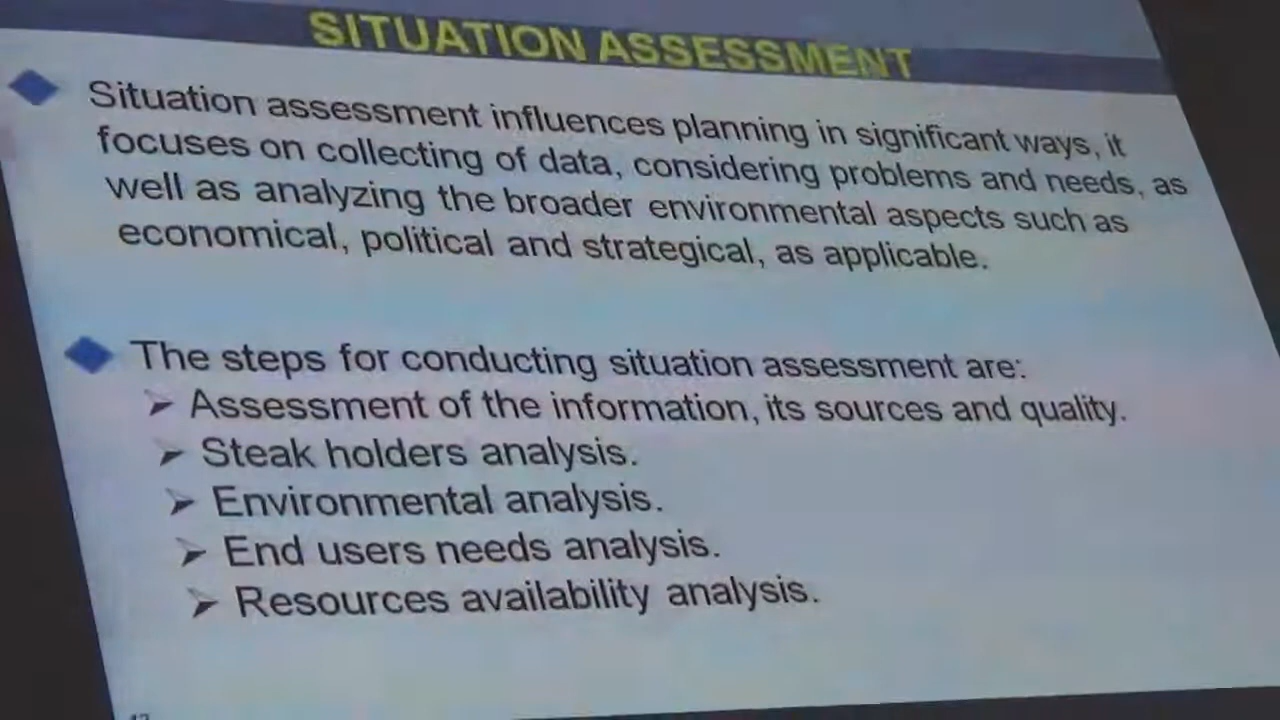 SITUATION ASSESSMENT
Situation assessment influences planning in significant ways, it
focuses on collecting of data, considering problems and needs, as
well as analyzing the broader environmental aspects such as
economical, political and strategical, as applicable.
The steps for conducting situation assessment are:
Assessment of the information, its sources and quality.
Steak holders analysis.
Environmental analysis.
End users needs analysis.
Resources availability analysis.